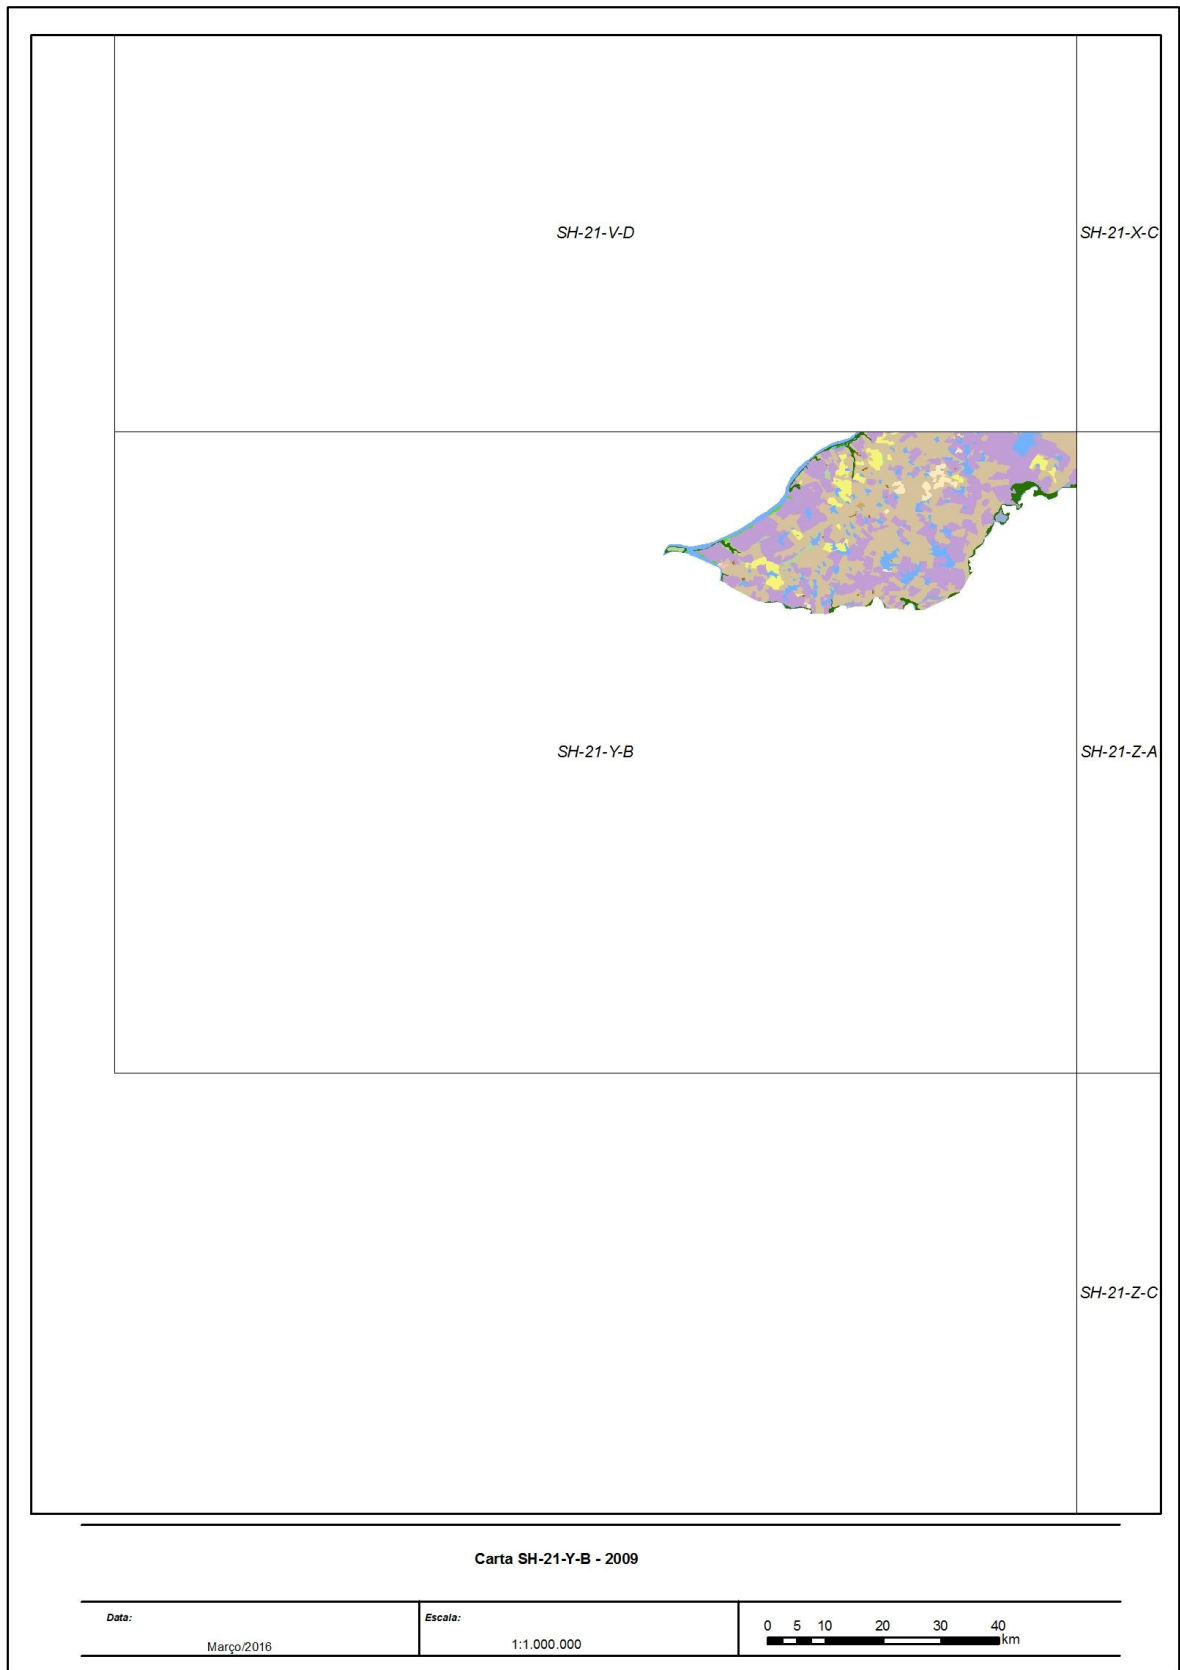 SH-21-V-D
SH-21-X-C
SH-21-Y-B
SH-21-Z-A
SH-21-Z-C
Carta SH-21-Y-B - 2009
Data:
Março/2016
Escala:
1:1.000.000
0 5 10 20 30 40
km